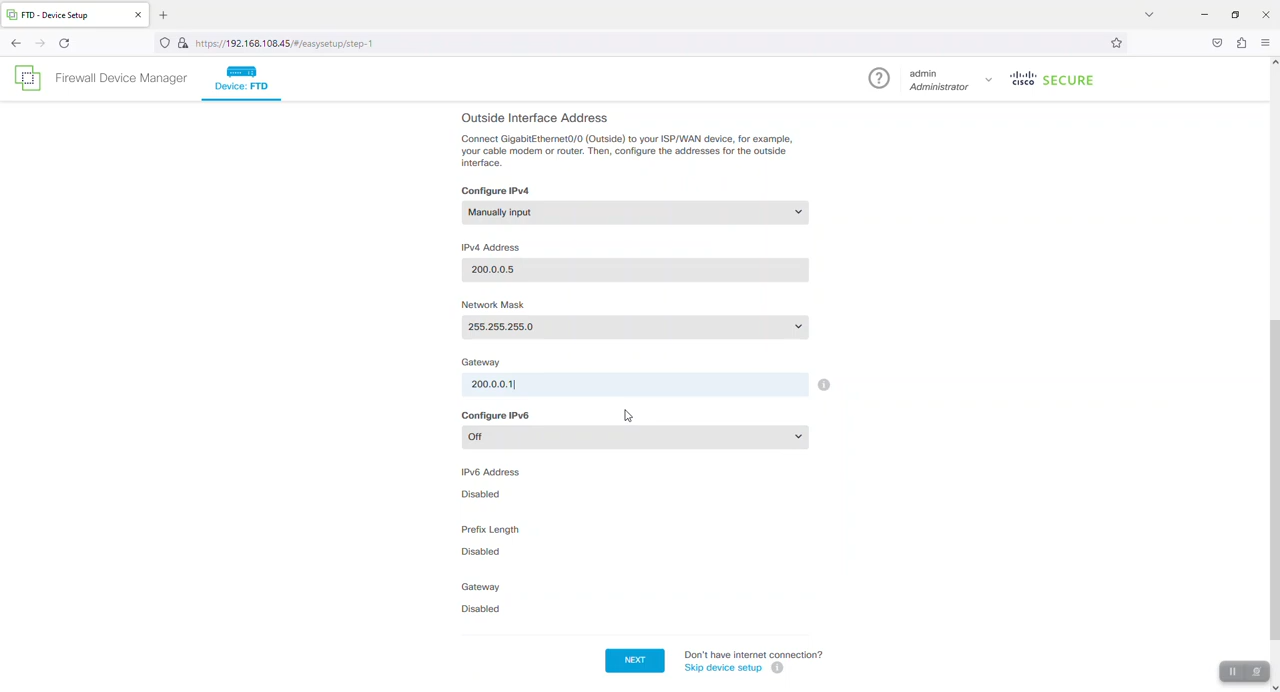 FTD - Device Setup
https://192.168.108.45/#/easysetup/step-1
Firewall Device Manager
Device: FTD
admin
Administrator
cisco SECURE
Outside Interface Address
Connect GigabitEthernet0/0 (Outside) to your ISP/WAN device, for example,
your cable modem or router. Then, configure the addresses for the outside
interface.
Configure IPv4
Manually input
IPv4 Address
200.0.0.5
Network Mask
255.255.255.0
Gateway
200.0.0.1
Configure IPv6
Off
IPv6 Address
Disabled
Prefix Length
Disabled
Gateway
Disabled
NEXT
Don't have internet connection?
Skip device setup